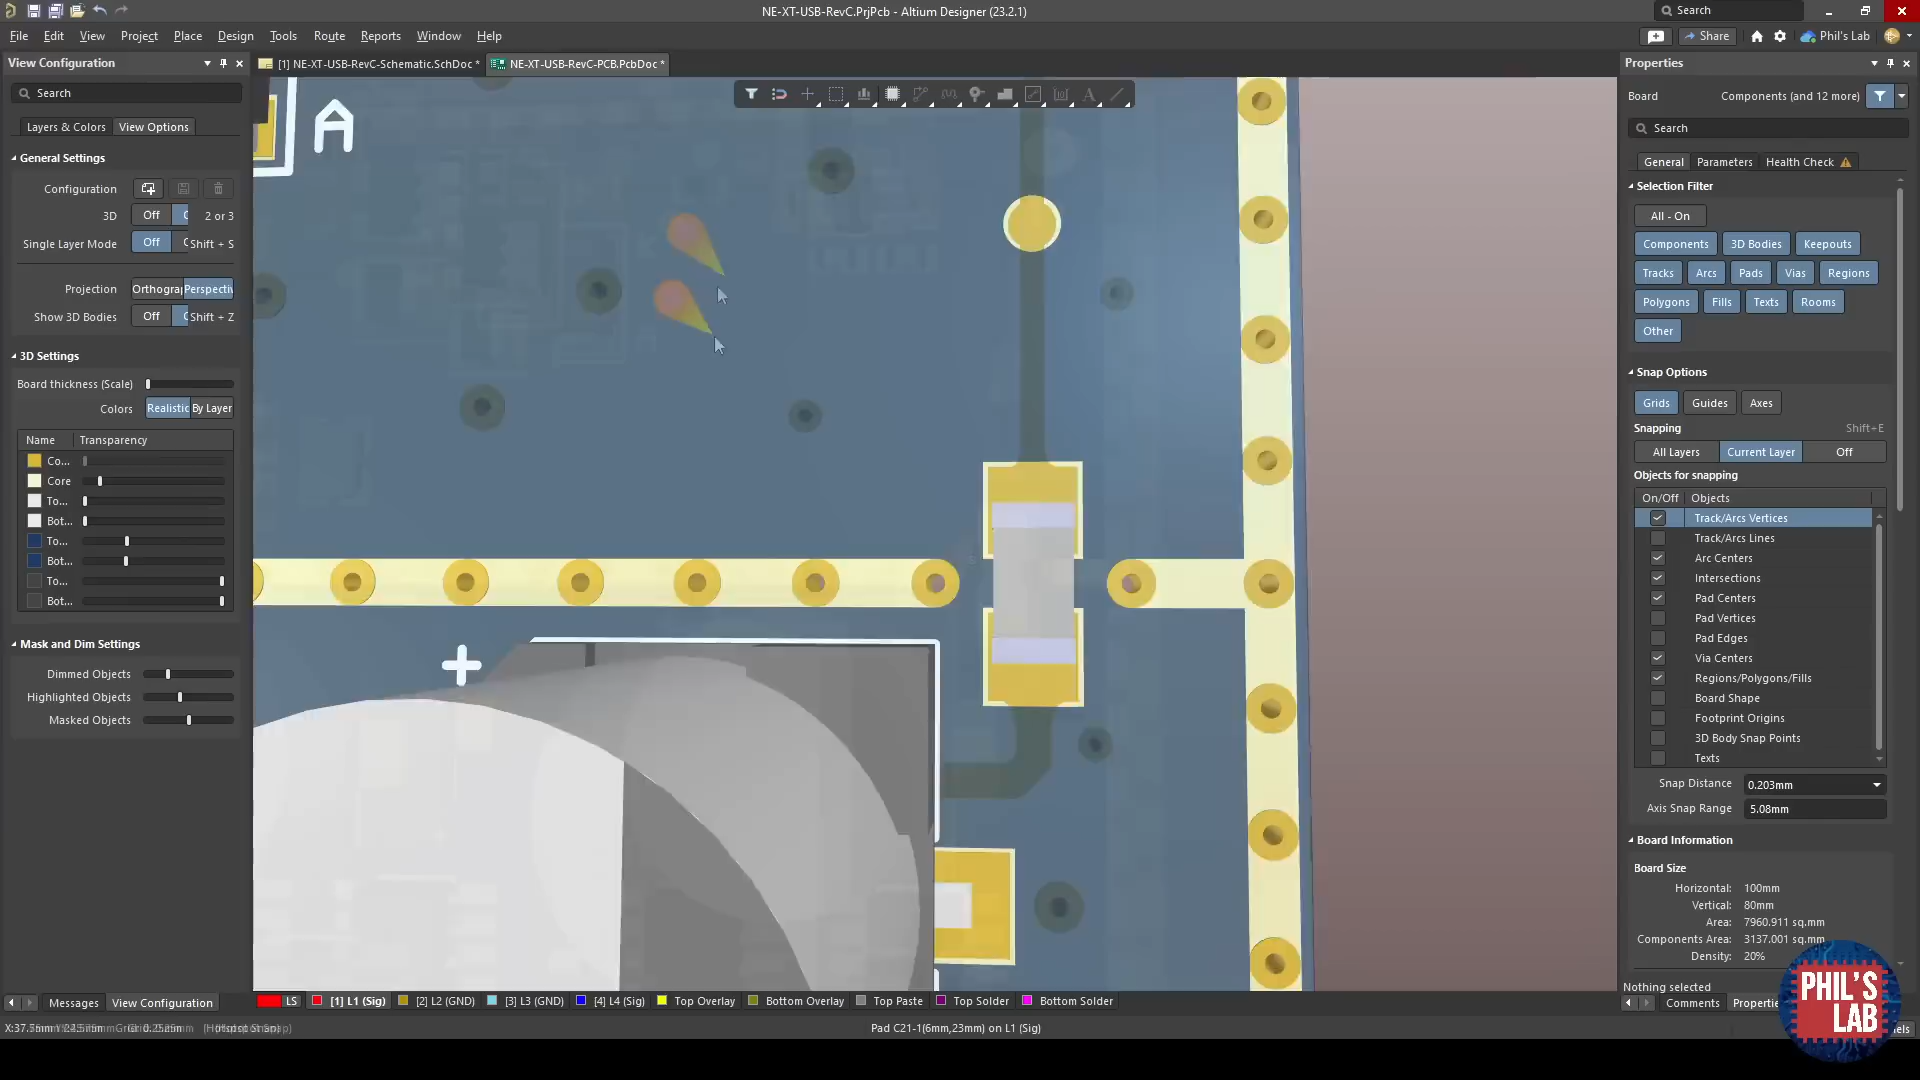 NE-XT-USB-RevC.PrjPcb - Altium Designer (23.2.1)
Search
File Edit View Project Place Design Tools Route Reports Window Help
Share
Phil's Lab
View Configuration
[1] NE-XT-USB-RevC-Schematic.SchDoc *
NE-XT-USB-RevC-PCB.PcbDoc *
Search
Layers & Colors View Options
General Settings
Configuration
3D Off 2 or 3
Single Layer Mode Off Shift + S
Projection Orthogra Perspectiv
Show 3D Bodies Off Shift + Z
3D Settings
Board thickness (Scale)
Colors Realistic By Layer
Name Transparency
Co...
Core
To...
Bot...
To...
Bot...
To...
Bot...
Mask and Dim Settings
Dimmed Objects
Highlighted Objects
Masked Objects
A
+
Properties
Board Components (and 12 more)
Search
General Parameters Health Check
Selection Filter
All - On
Components 3D Bodies Keepouts
Tracks Arcs Pads Vias Regions
Polygons Fills Texts Rooms
Other
Snap Options
Grids Guides Axes
Snapping Shift+E
All Layers Current Layer Off
Objects for snapping
On/Off Objects
Track/Arcs Vertices
Track/Arcs Lines
Arc Centers
Intersections
Pad Centers
Pad Vertices
Pad Edges
Via Centers
Regions/Polygons/Fills
Board Shape
Footprint Origins
3D Body Snap Points
Texts
Snap Distance 0.203mm
Axis Snap Range 5.08mm
Board Information
Board Size
Horizontal: 100mm
Vertical: 80mm
Area: 7960.911 sq.mm
Components Area: 3137.001 sq.mm
Density: 20%
Nothing selected
Messages View Configuration
LS [1] L1 (Sig) [2] L2 (GND) [3] L3 (GND) [4] L4 (Sig) Top Overlay Bottom Overlay Top Paste Top Solder Bottom Solder
Comments Properties
Pad C21-1(6mm,23mm) on L1 (Sig)
PHIL'S
LAB